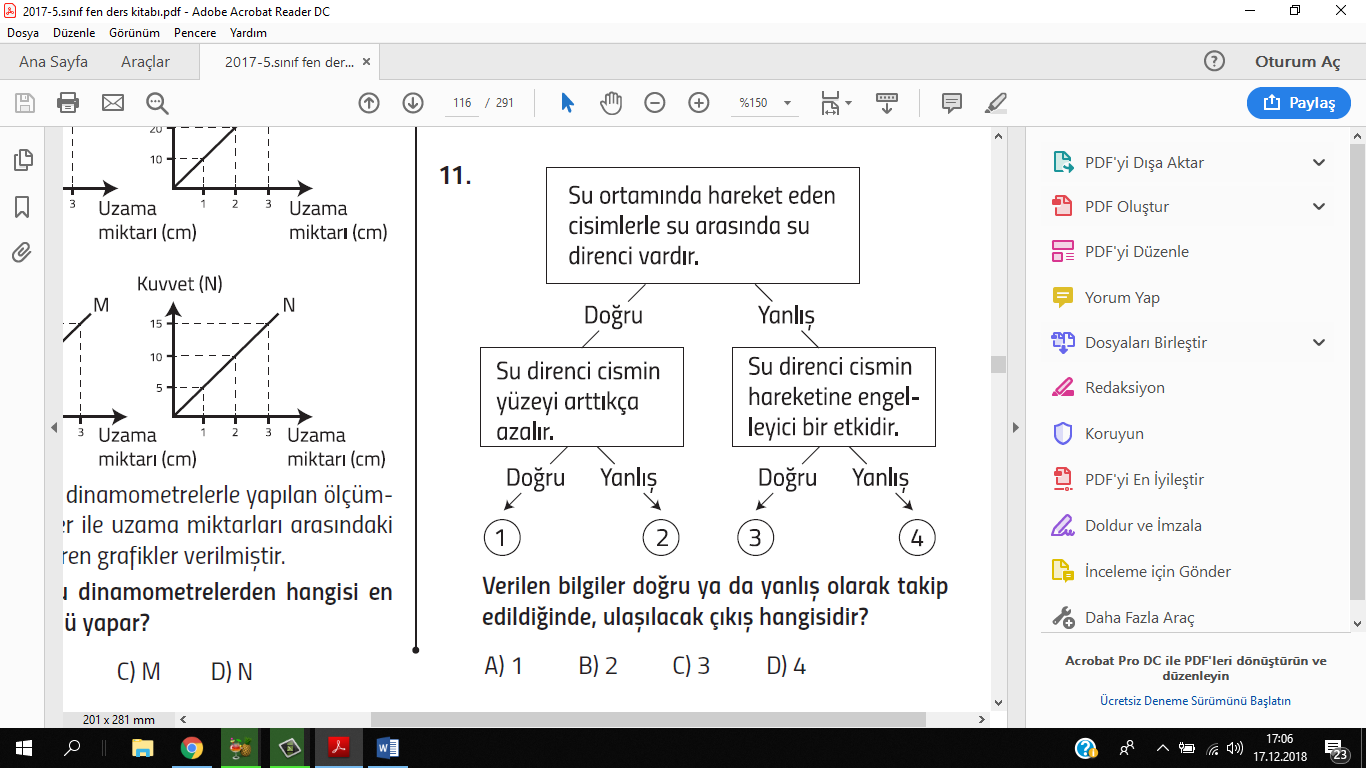 2017-5.sınıf fen ders kitabı.pdf - Adobe Acrobat Reader DC
Dosya Düzenle Görünüm Pencere Yardım
Ana Sayfa Araçlar 2017-5.sınıf fen der... × Oturum Aç
116 / 291 %150 Paylaş
20
10
3 1 2 3
Uzama
miktarı (cm)
Uzama
miktarı (cm)
Kuvvet (N)
M N
15
10
5
3 1 2 3
Uzama
miktarı (cm)
Uzama
miktarı (cm)
dinamometrelerle yapılan ölçüm-
er ile uzama miktarları arasındaki
ren grafikler verilmiştir.
u dinamometrelerden hangisi en
ü yapar?
C) M D) N
11.
Su ortamında hareket eden
cisimlerle su arasında su
direnci vardır.
Doğru Yanlış
Su direnci cismin
yüzeyi arttıkça
azalır.
Su direnci cismin
hareketine engel-
leyici bir etkidir.
Doğru Yanlış Doğru Yanlış
1 2 3 4
Verilen bilgiler doğru ya da yanlış olarak takip
edildiğinde, ulaşılacak çıkış hangisidir?
A) 1 B) 2 C) 3 D) 4
201 x 281 mm
PDF'yi Dışa Aktar
PDF Oluştur
PDF'yi Düzenle
Yorum Yap
Dosyaları Birleştir
Redaksiyon
Koruyun
PDF'yi En İyileştir
Doldur ve İmzala
İnceleme için Gönder
Daha Fazla Araç
Acrobat Pro DC ile PDF'leri dönüştürün ve
düzenleyin
Ücretsiz Deneme Sürümünü Başlatın
17:06
17.12.2018
23